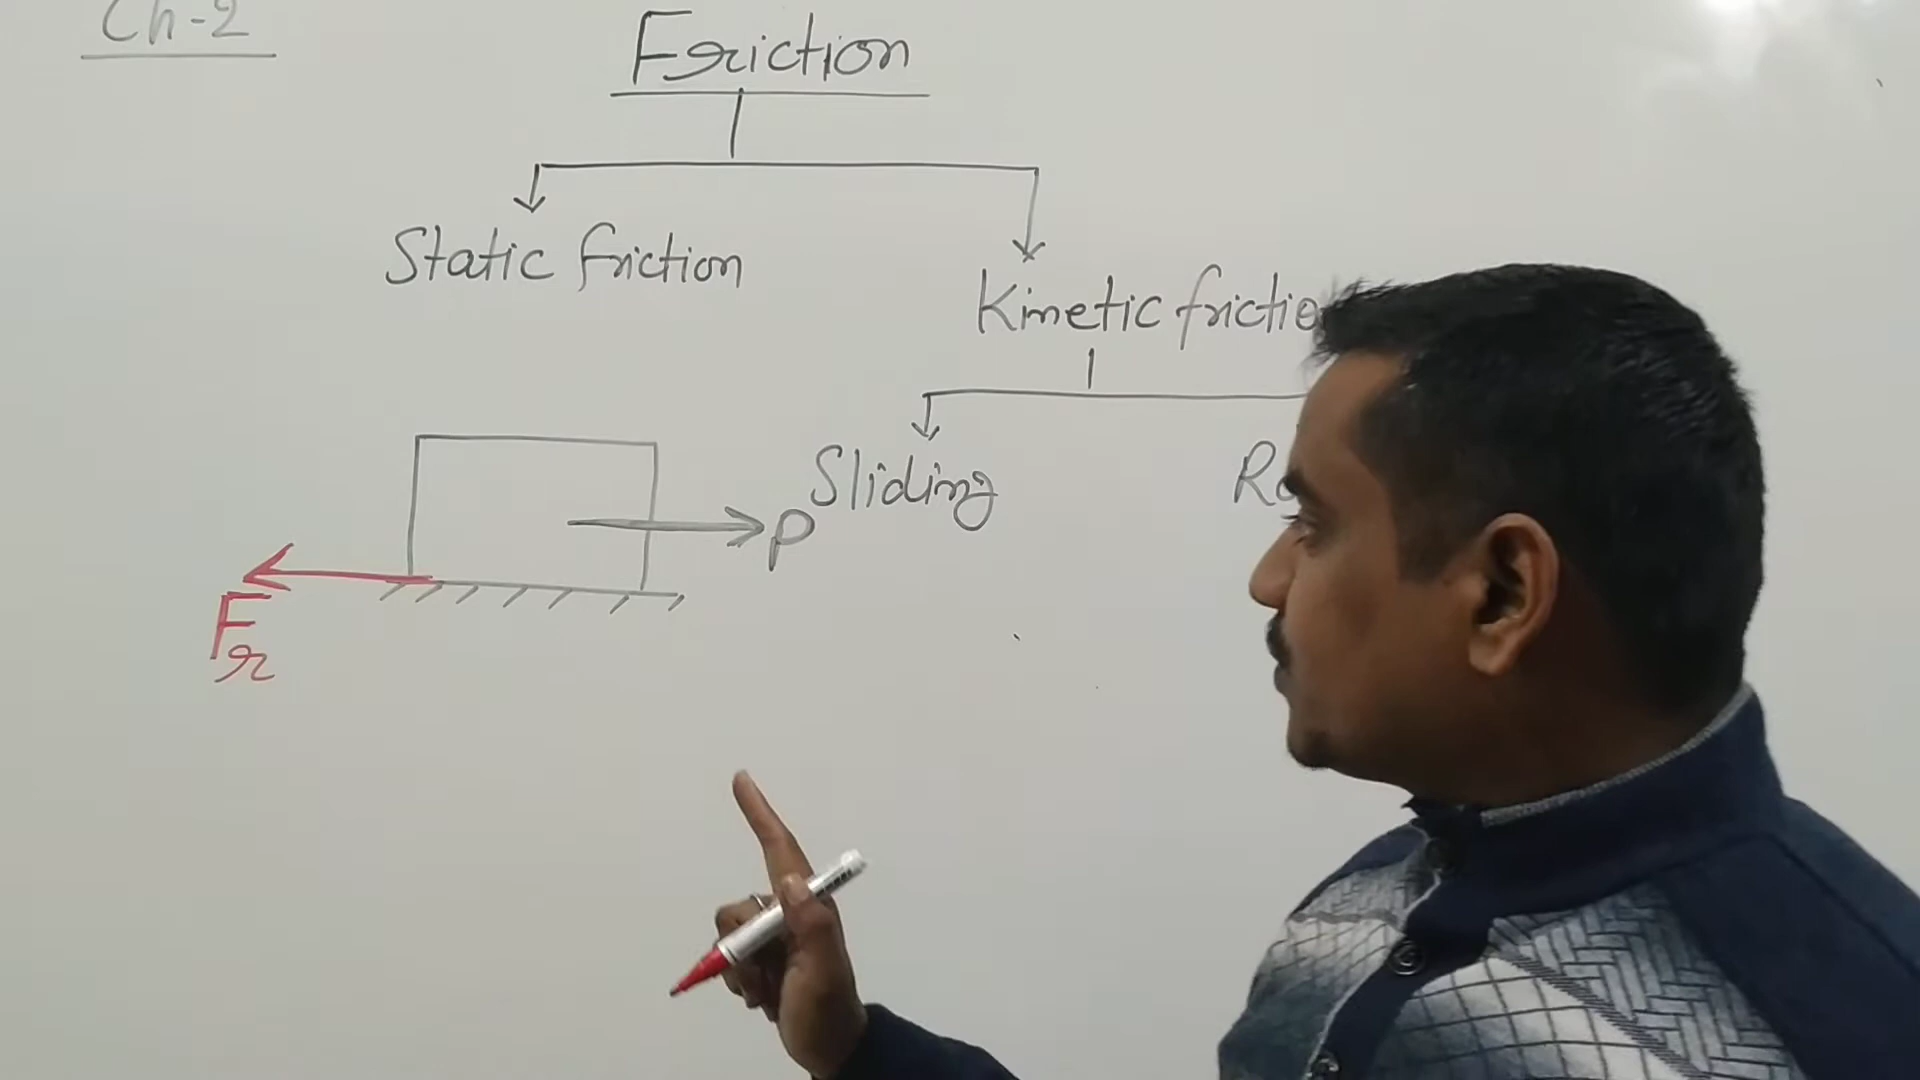 Ch-2
Friction
Static friction
Kinetic frictio
Sliding
P
Fr